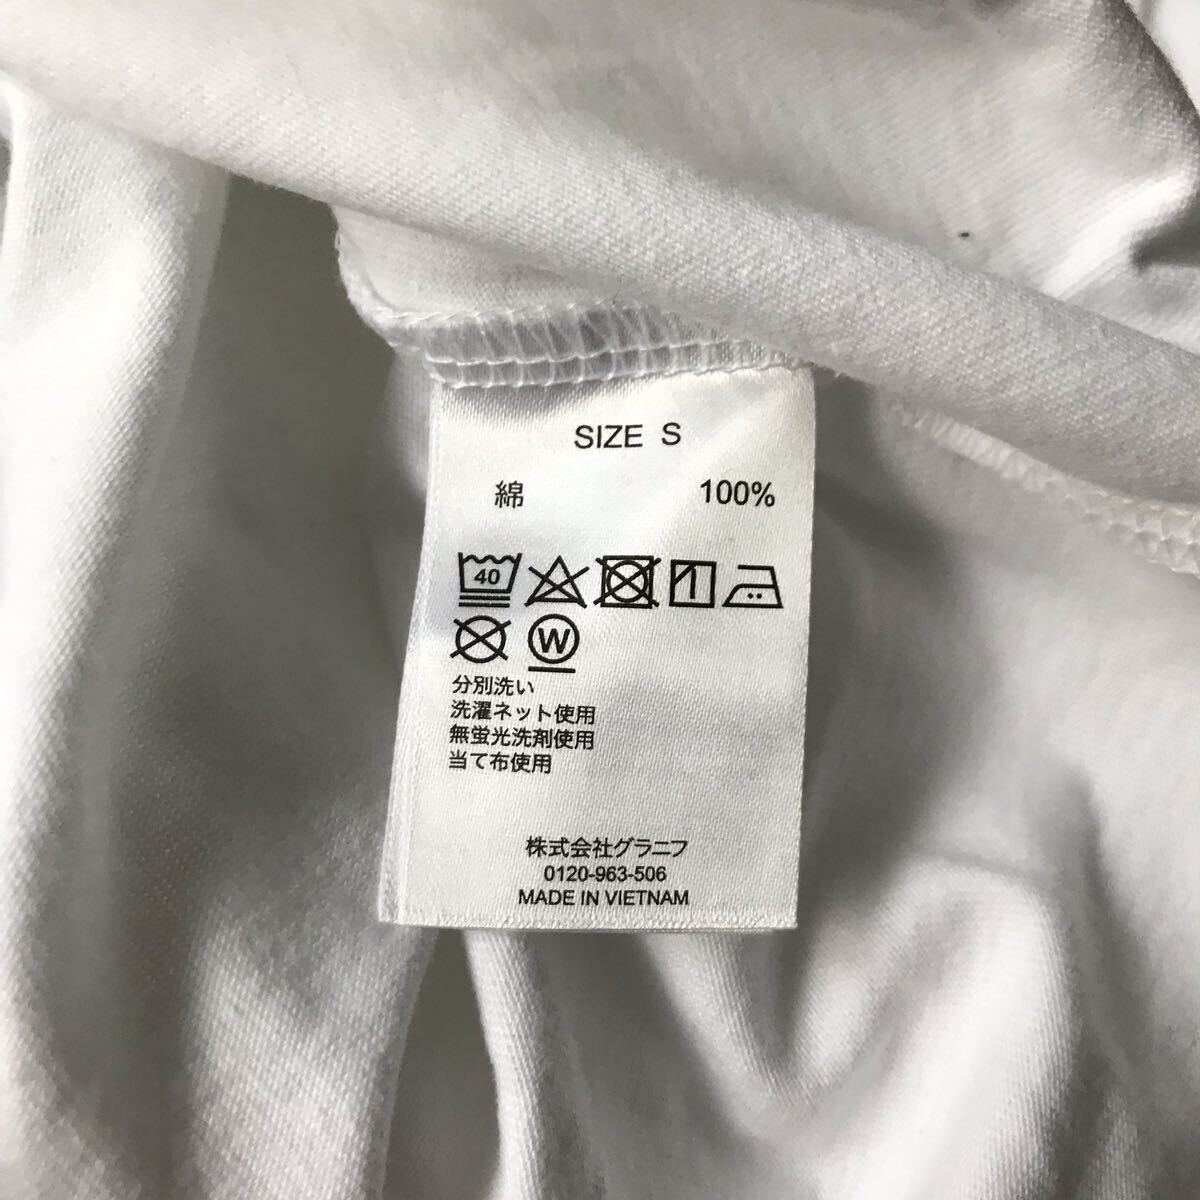 SIZE S
綿 100%
40
W
分別洗い
洗濯ネット使用
無蛍光洗剤使用
当て布使用
株式会社グラニフ
0120-963-506
MADE IN VIETNAM